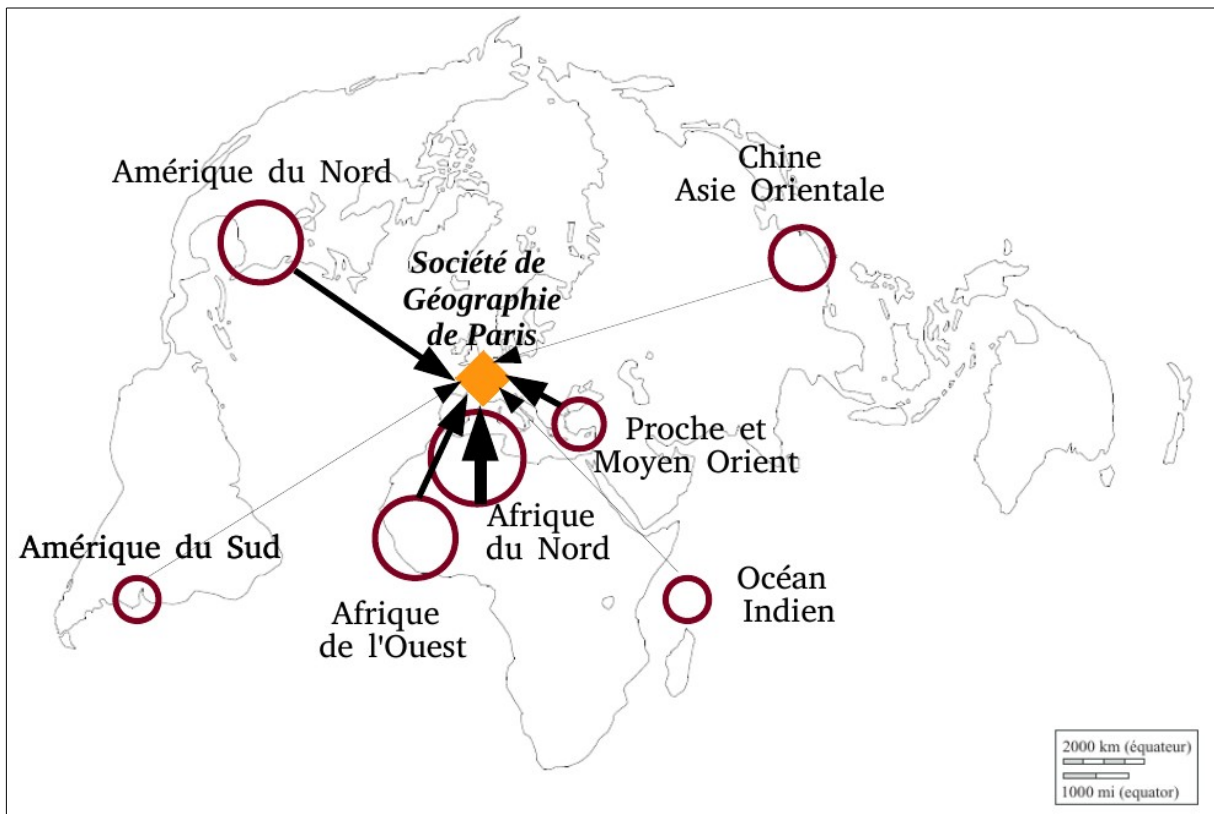 Amérique du Nord
Chine
Asie Orientale
Société de
Géographie
de Paris
Proche et
Moyen Orient
Afrique
du Nord
Amérique du Sud
Océan
Indien
Afrique
de l'Ouest
2000 km (équateur)
1000 mi (equator)